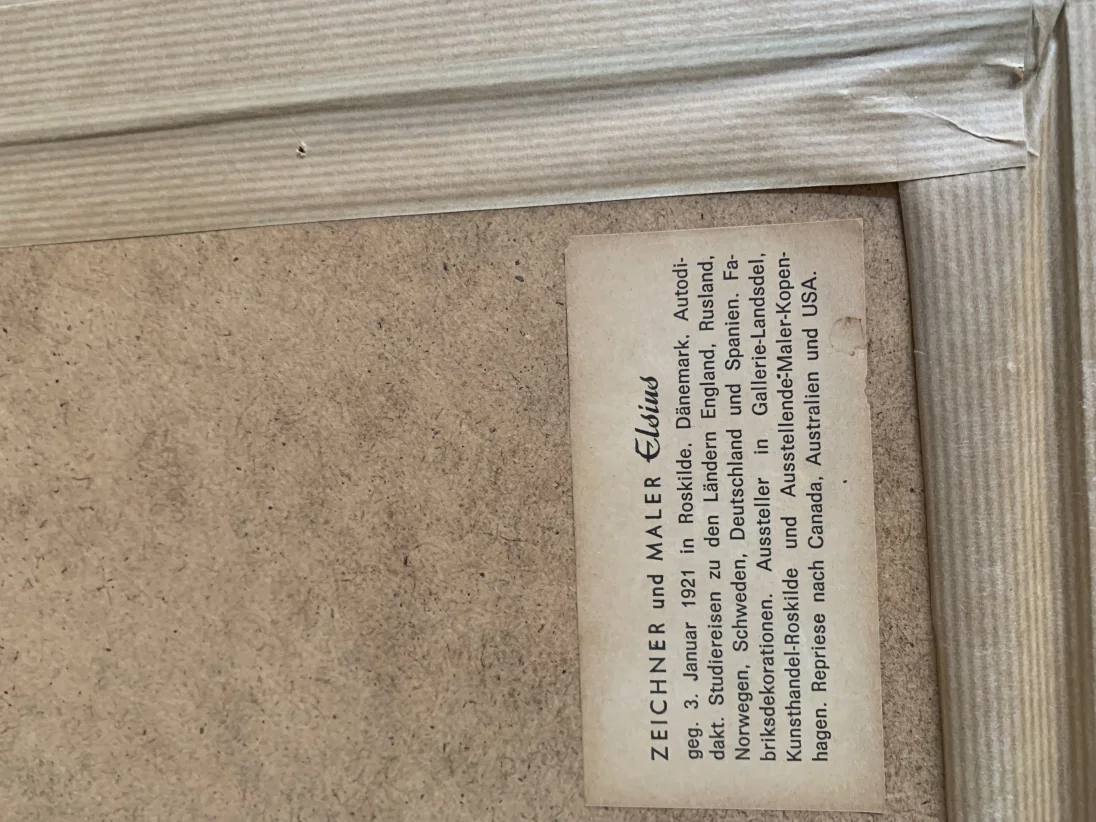 ZEICHNER und MALER Elsius
geg. 3. Januar 1921 in Roskilde. Dänemark. Autodi-
dakt. Studiereisen zu den Ländern England, Rusland,
Norwegen, Schweden, Deutschland und Spanien. Fa-
briksdekorationen. Aussteller in Gallerie-Landsdel,
Kunsthandel-Roskilde und Ausstellende-Maler-Kopen-
hagen. Repriese nach Canada, Australien und USA.